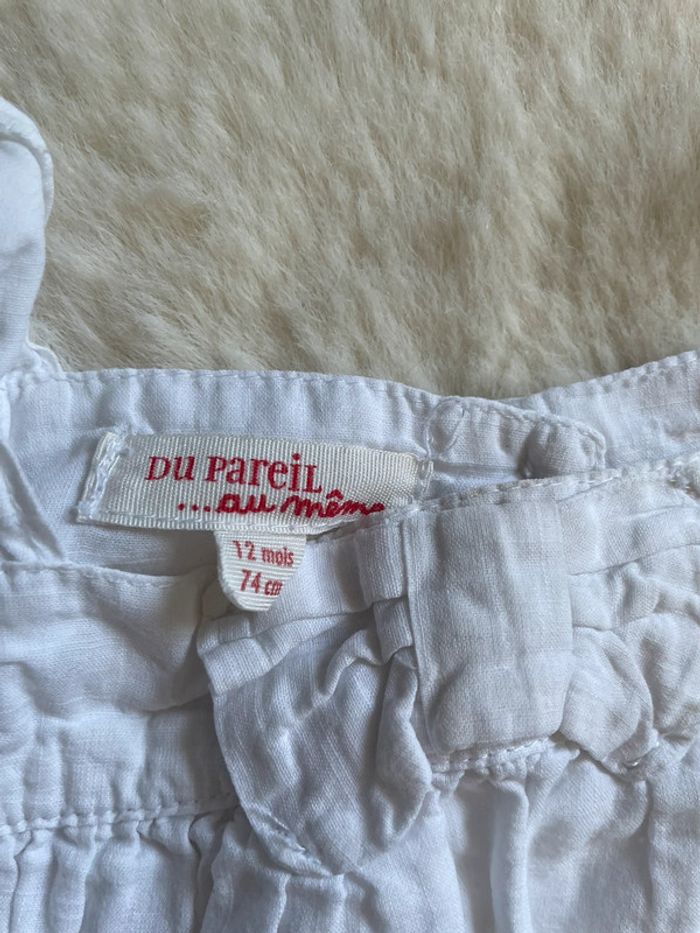 DU PAREIL
...au même
12 mois
74 cm